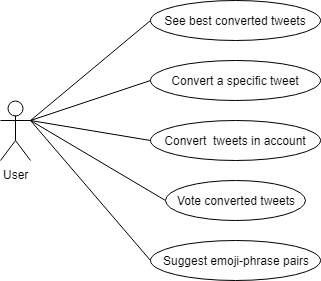 See best converted tweets
Convert a specific tweet
Convert tweets in account
User
Vote converted tweets
Suggest emoji-phrase pairs